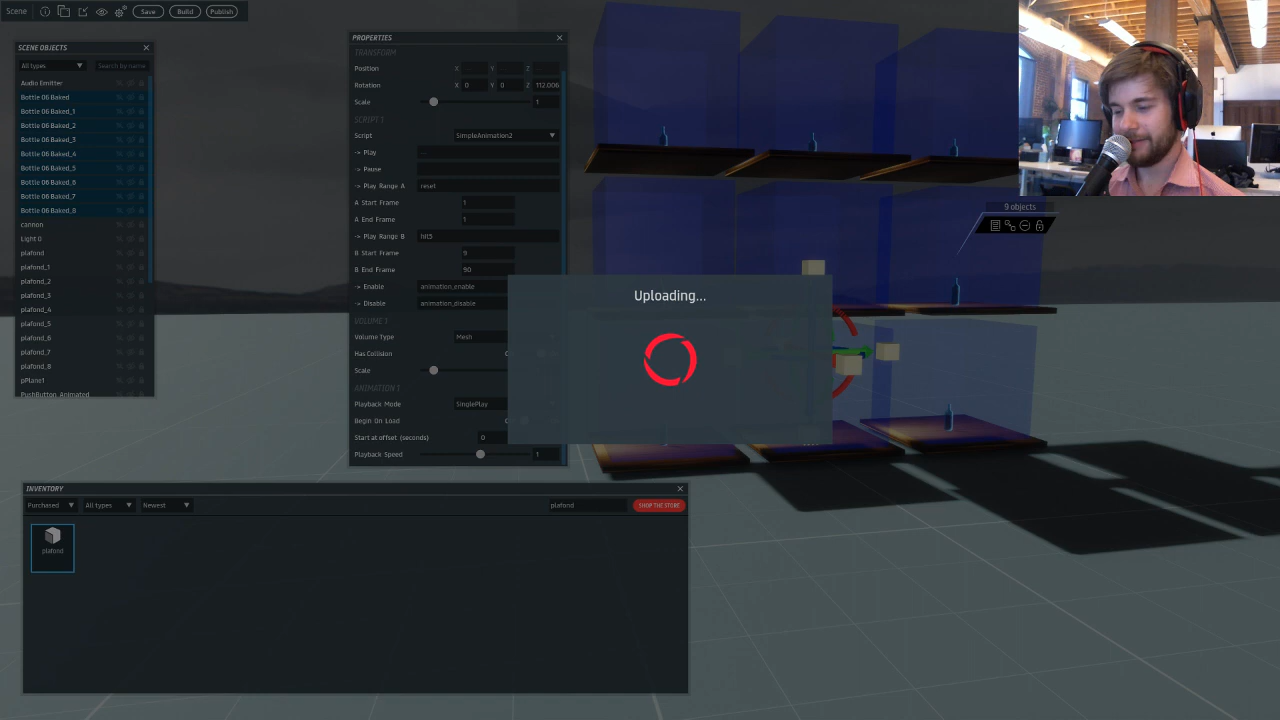 Scene
Save
Build
Publish
SCENE OBJECTS
All types
Search by name
Audio Emitter
Bottle 06 Baked
Bottle 06 Baked_1
Bottle 06 Baked_2
Bottle 06 Baked_3
Bottle 06 Baked_4
Bottle 06 Baked_5
Bottle 06 Baked_6
Bottle 06 Baked_7
Bottle 06 Baked_8
cannon
Light 0
plafond
plafond_1
plafond_2
plafond_3
plafond_4
plafond_5
plafond_6
plafond_7
plafond_8
pPlane1
PushButton_Animated
PROPERTIES
TRANSFORM
Position X Y Z
Rotation X 0 Y 0 Z 112.006
Scale 1
SCRIPT 1
Script SimpleAnimation2
-> Play
-> Pause
-> Play Range A reset
A Start Frame 1
A End Frame 1
-> Play Range B hit5
B Start Frame 9
B End Frame 90
-> Enable animation_enable
-> Disable animation_disable
VOLUME 1
Volume Type Mesh
Has Collision
Scale
ANIMATION 1
Playback Mode SinglePlay
Begin On Load
Start at offset (seconds) 0
Playback Speed 1
9 objects
Uploading...
INVENTORY
Purchased
All types
Newest
plafond
SHOP THE STORE
plafond